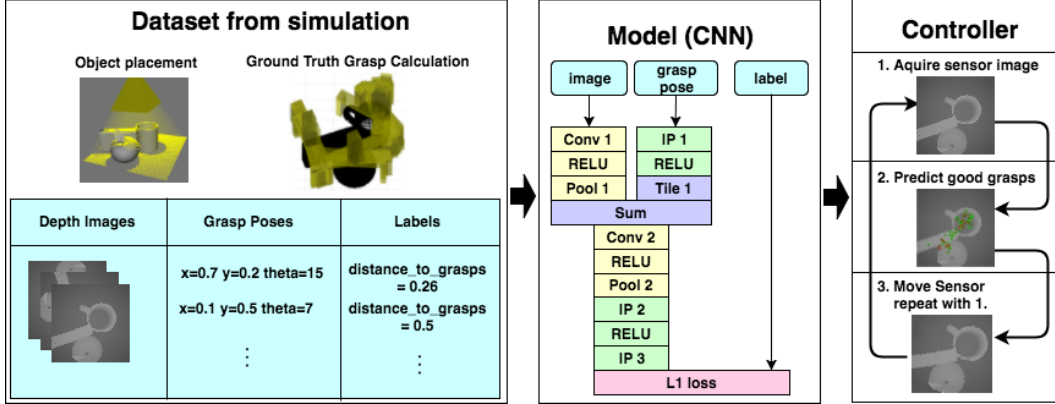 Dataset from simulation
Object placement
Ground Truth Grasp Calculation
Depth Images
Grasp Poses
Labels
x=0.7 y=0.2 theta=15
distance_to_grasps
= 0.26
x=0.1 y=0.5 theta=7
distance_to_grasps
= 0.5
Model (CNN)
image
grasp
pose
label
Conv 1
IP 1
RELU
RELU
Pool 1
Tile 1
Sum
Conv 2
RELU
Pool 2
IP 2
RELU
IP 3
L1 loss
Controller
1. Aquire sensor image
2. Predict good grasps
3. Move Sensor
repeat with 1.